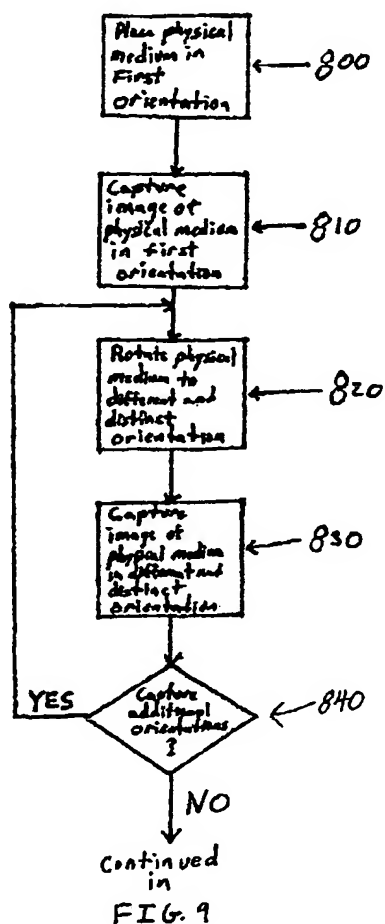 Place physical
medium in
First
orientation
800
Capture
image of
physical medium
in first
orientation
810
Rotate physical
medium to
different and
distinct
orientation
820
Capture
image of
physical medium
in different and
distinct
orientation
830
Capture
additional
orientations
?
840
YES
NO
Continued
in
FIG. 9